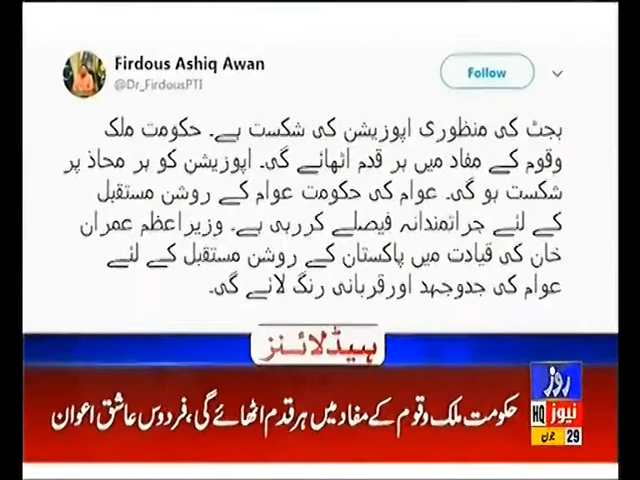 Firdous Ashiq Awan
@Dr_FirdousPTI
Follow
بجٹ کی منظوری اپوزیشن کی شکست ہے۔ حکومت ملک
وقوم کے مفاد میں ہر قدم اٹھائے گی۔ اپوزیشن کو ہر محاذ پر
شکست ہو گی۔ عوام کی حکومت عوام کے روشن مستقبل
کے لئے جراتمندانہ فیصلے کررہی ہے۔ وزیراعظم عمران
خان کی قیادت میں پاکستان کے روشن مستقبل کے لئے
عوام کی جدوجہد اورقربانی رنگ لائے گی۔
ہیڈلائنز
حکومت ملک وقوم کے مفاد میں ہر قدم اٹھائے گی، فردوس عاشق اعوان
روز
نیوز HQ
29 جون